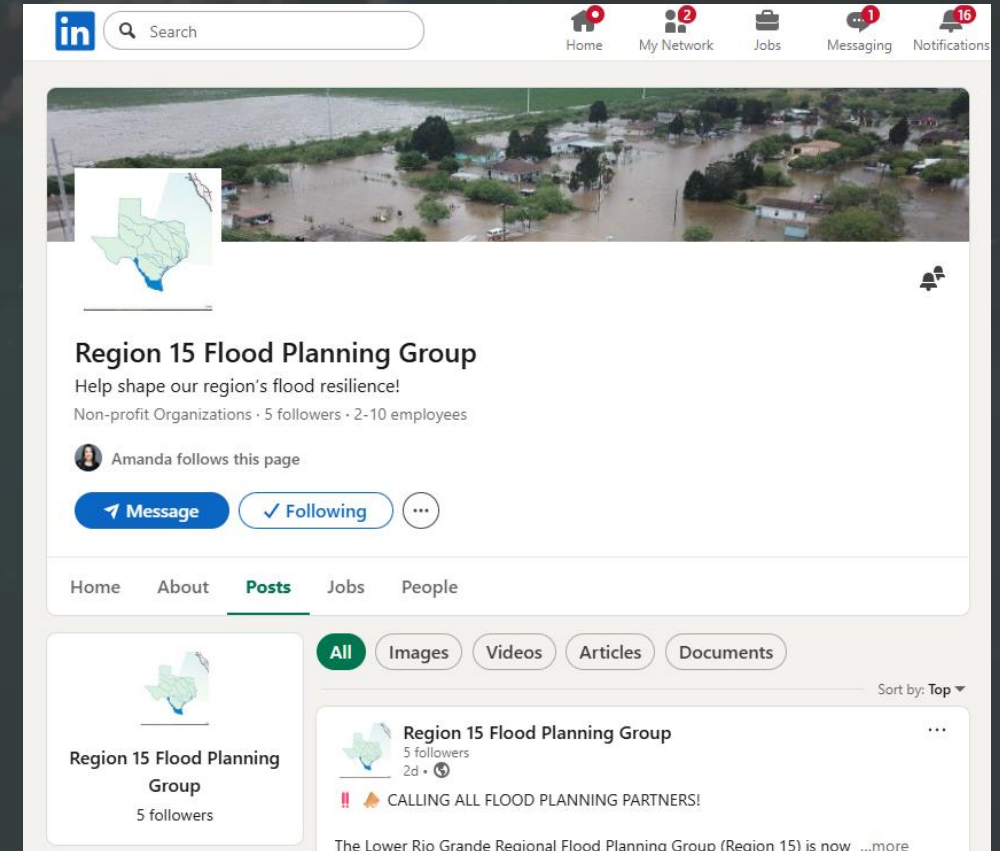 in
Search
Home
2
My Network
Jobs
1
Messaging
16
Notifications
Region 15 Flood Planning Group
Help shape our region's flood resilience!
Non-profit Organizations · 5 followers · 2-10 employees
Amanda follows this page
Message
Following
Home About Posts Jobs People
All Images Videos Articles Documents
Sort by: Top
Region 15 Flood Planning
Group
5 followers
Region 15 Flood Planning Group
5 followers
2d •
‼️ 📣 CALLING ALL FLOOD PLANNING PARTNERS!
The Lower Rio Grande Regional Flood Planning Group (Region 15) is now ...more